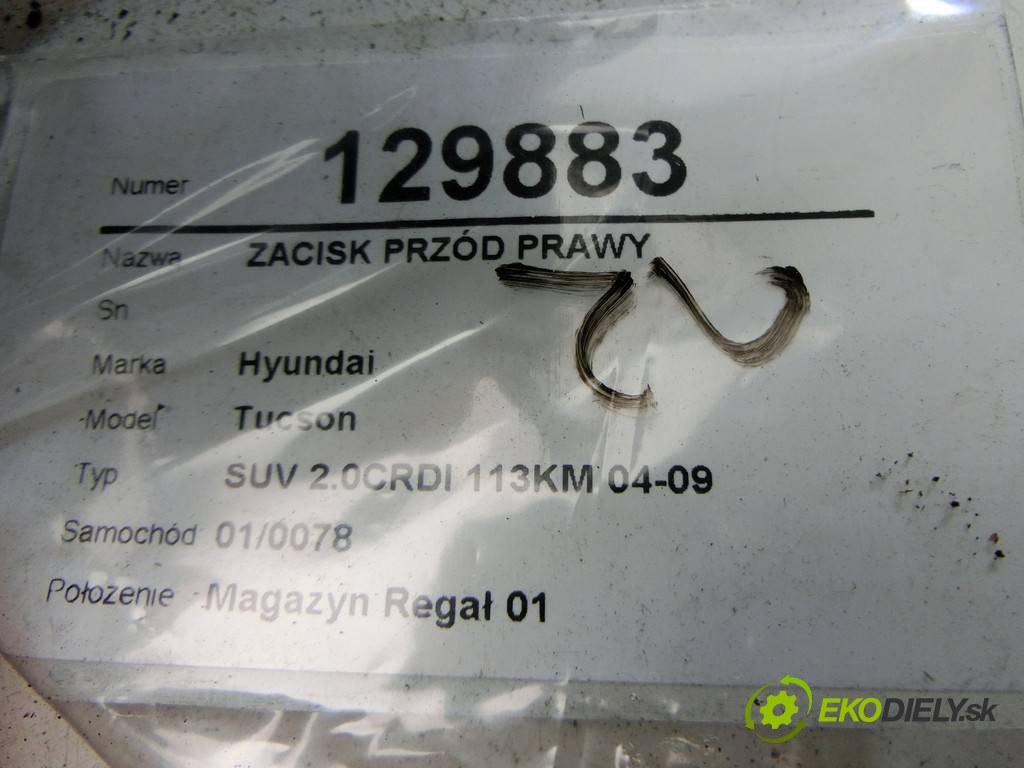 Numer 129883
Nazwa ZACISK PRZÓD PRAWY
Sn
Marka Hyundai
Model Tucson
Typ SUV 2.0CRDI 113KM 04-09
Samochód 01/0078
Położenie Magazyn Regał 01
EKODIELY.sk